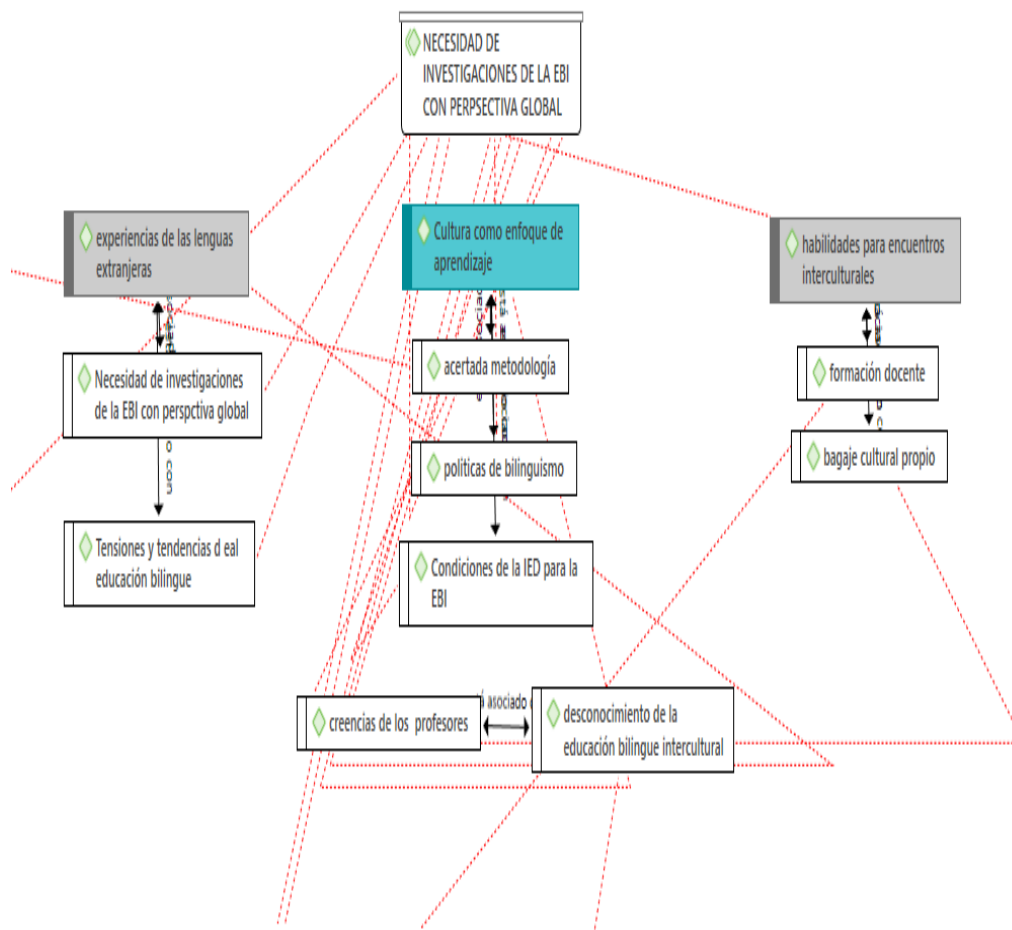 NECESIDAD DE
INVESTIGACIONES DE LA EBI
CON PERPSECTIVA GLOBAL
experiencias de las lenguas
extranjeras
Cultura como enfoque de
aprendizaje
habilidades para encuentros
interculturales
Necesidad de investigaciones
de la EBI con perspctiva global
acertada metodología
formación docente
politicas de bilinguismo
bagaje cultural propio
Tensiones y tendencias d eal
educación bilingue
Condiciones de la IED para la
EBI
creencias de los profesores
asociado
desconocimiento de la
educación bilingue intercultural